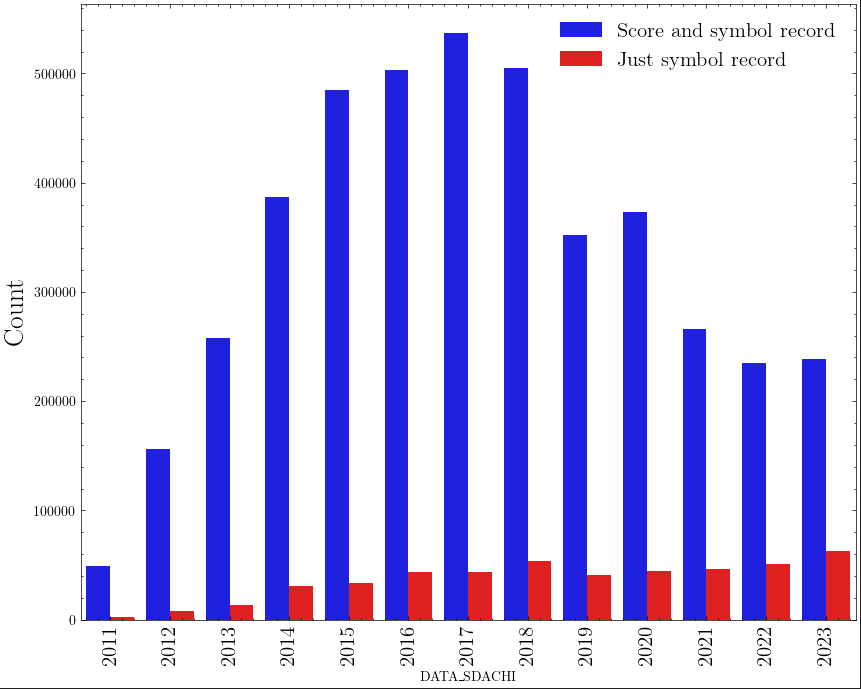 Score and symbol record
Just symbol record
500000
400000
300000
200000
100000
0
Count
2011 2012 2013 2014 2015 2016 2017 2018 2019 2020 2021 2022 2023
DATA_SDACHI